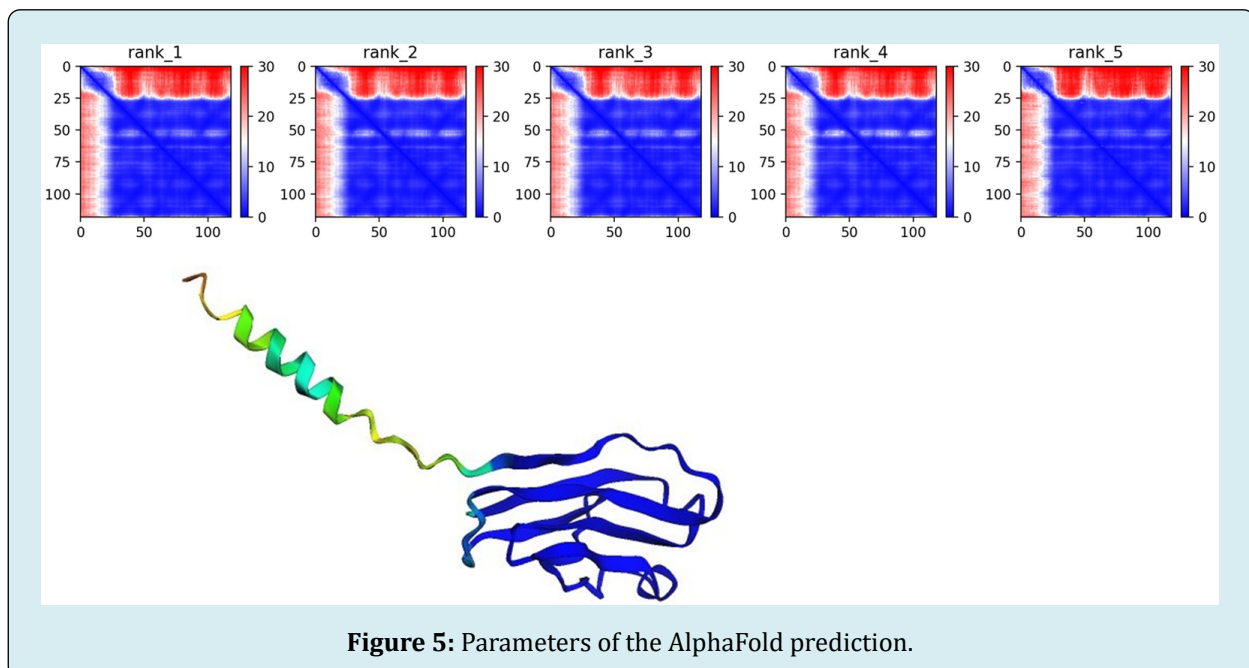 rank_1 rank_2 rank_3 rank_4 rank_5
0 30 0 30 0 30 0 30 0 30
25 25 25 25 25
20 20 20 20 20
50 50 50 50 50
75 10 75 10 75 10 75 10 75 10
100 100 100 100 100
0 0 0 0 0
0 50 100 0 50 100 0 50 100 0 50 100 0 50 100
Figure 5: Parameters of the AlphaFold prediction.